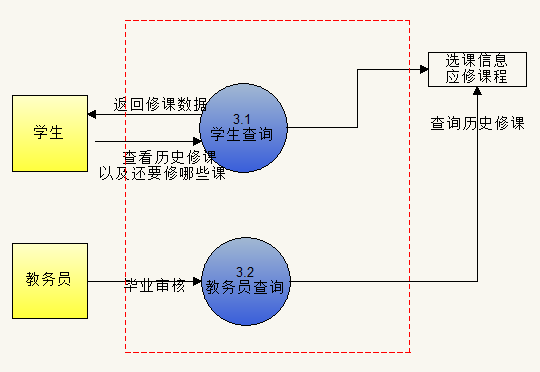 选课信息
应修课程
返回修课数据
3.1
学生查询
学生
查询历史修课
查看历史修课
以及还要修哪些课
教务员
毕业审核
3.2
教务员查询